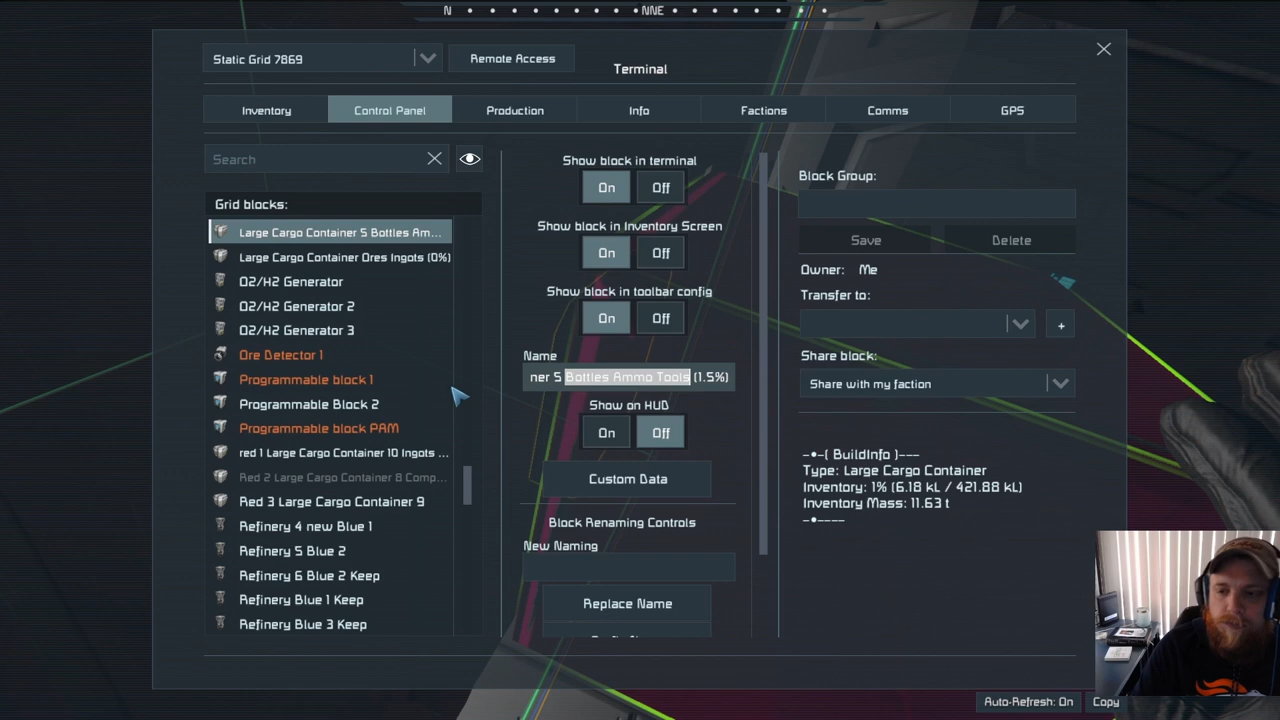 N NNE
Static Grid 7869 Remote Access
Terminal
Inventory Control Panel Production Info Factions Comms GPS
Search
Grid blocks:
Large Cargo Container 5 Bottles Am...
Large Cargo Container Ores Ingots (0%)
O2/H2 Generator
O2/H2 Generator 2
O2/H2 Generator 3
Ore Detector 1
Programmable block 1
Programmable Block 2
Programmable block PAM
red 1 Large Cargo Container 10 Ingots ...
Red 2 Large Cargo Container 8 Comp...
Red 3 Large Cargo Container 9
Refinery 4 new Blue 1
Refinery 5 Blue 2
Refinery 6 Blue 2 Keep
Refinery Blue 1 Keep
Refinery Blue 3 Keep
Show block in terminal
On Off
Show block in Inventory Screen
On Off
Show block in toolbar config
On Off
Name
ner 5 Bottles Ammo Tools (1.5%)
Show on HUD
On Off
Custom Data
Block Renaming Controls
New Naming
Replace Name
Block Group:
Save Delete
Owner: Me
Transfer to:
+
Share block:
Share with my faction
-•-( BuildInfo )---
Type: Large Cargo Container
Inventory: 1% (6.18 kL / 421.88 kL)
Inventory Mass: 11.63 t
-•----
Auto-Refresh: On Copy